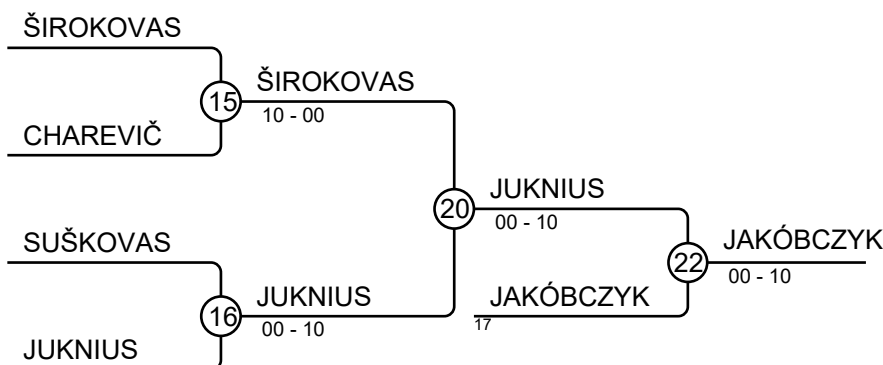 ŠIROKOVAS
15
ŠIROKOVAS
10 - 00
CHAREVIČ
20
JUKNIUS
00 - 10
SUŠKOVAS
22
JAKÓBCZYK
00 - 10
16
JUKNIUS
00 - 10
JAKÓBCZYK
17
JUKNIUS